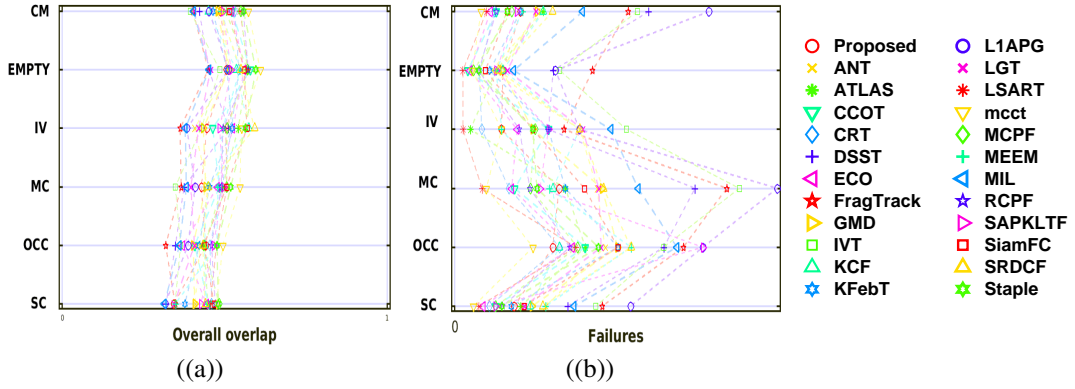 CM
EMPTY
IV
MC
OCC
SC
0
1
Overall overlap
((a))
CM
EMPTY
IV
MC
OCC
SC
0
Failures
((b))
Proposed
ANT
ATLAS
CCOT
CRT
DSST
ECO
FragTrack
GMD
IVT
KCF
KFebT
L1APG
LGT
LSART
mcct
MCPF
MEEM
MIL
RCPF
SAPKLTF
SiamFC
SRDCF
Staple